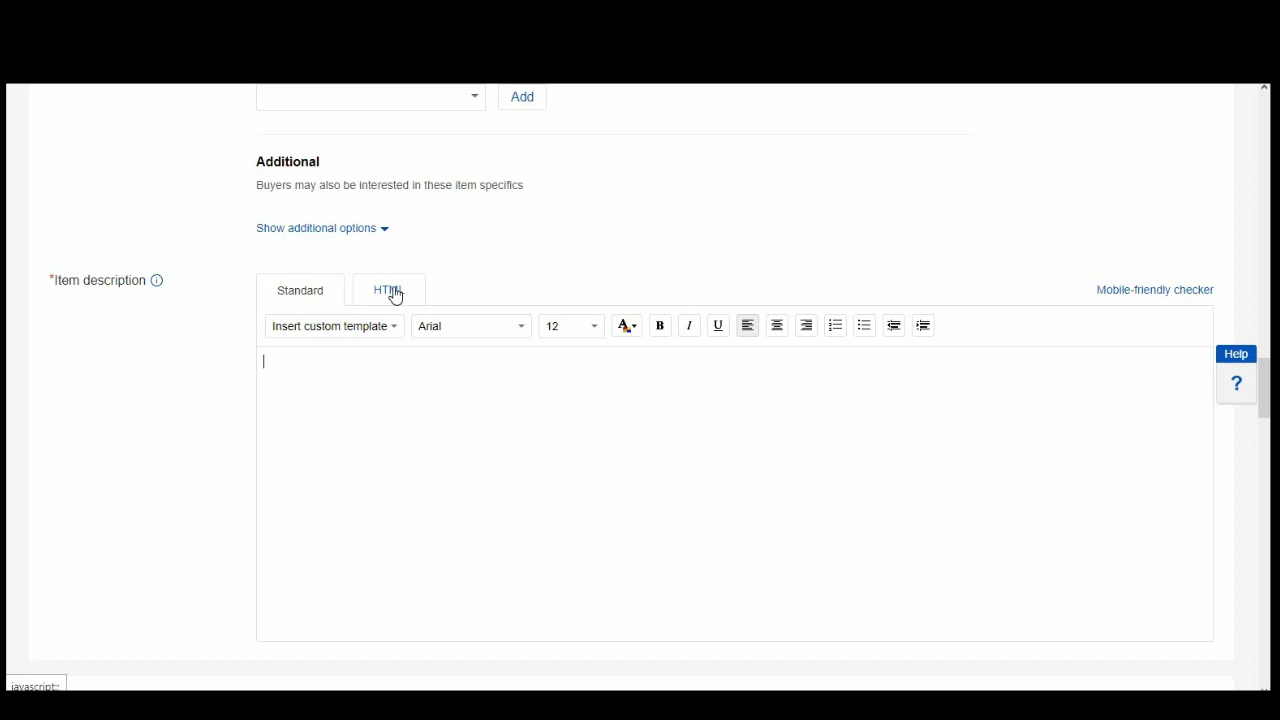 Add
Additional
Buyers may also be interested in these item specifics
Show additional options
*Item description
Standard
HTML
Mobile-friendly checker
Insert custom template
Arial
12
A
B
I
U
Help
?
javascript:;